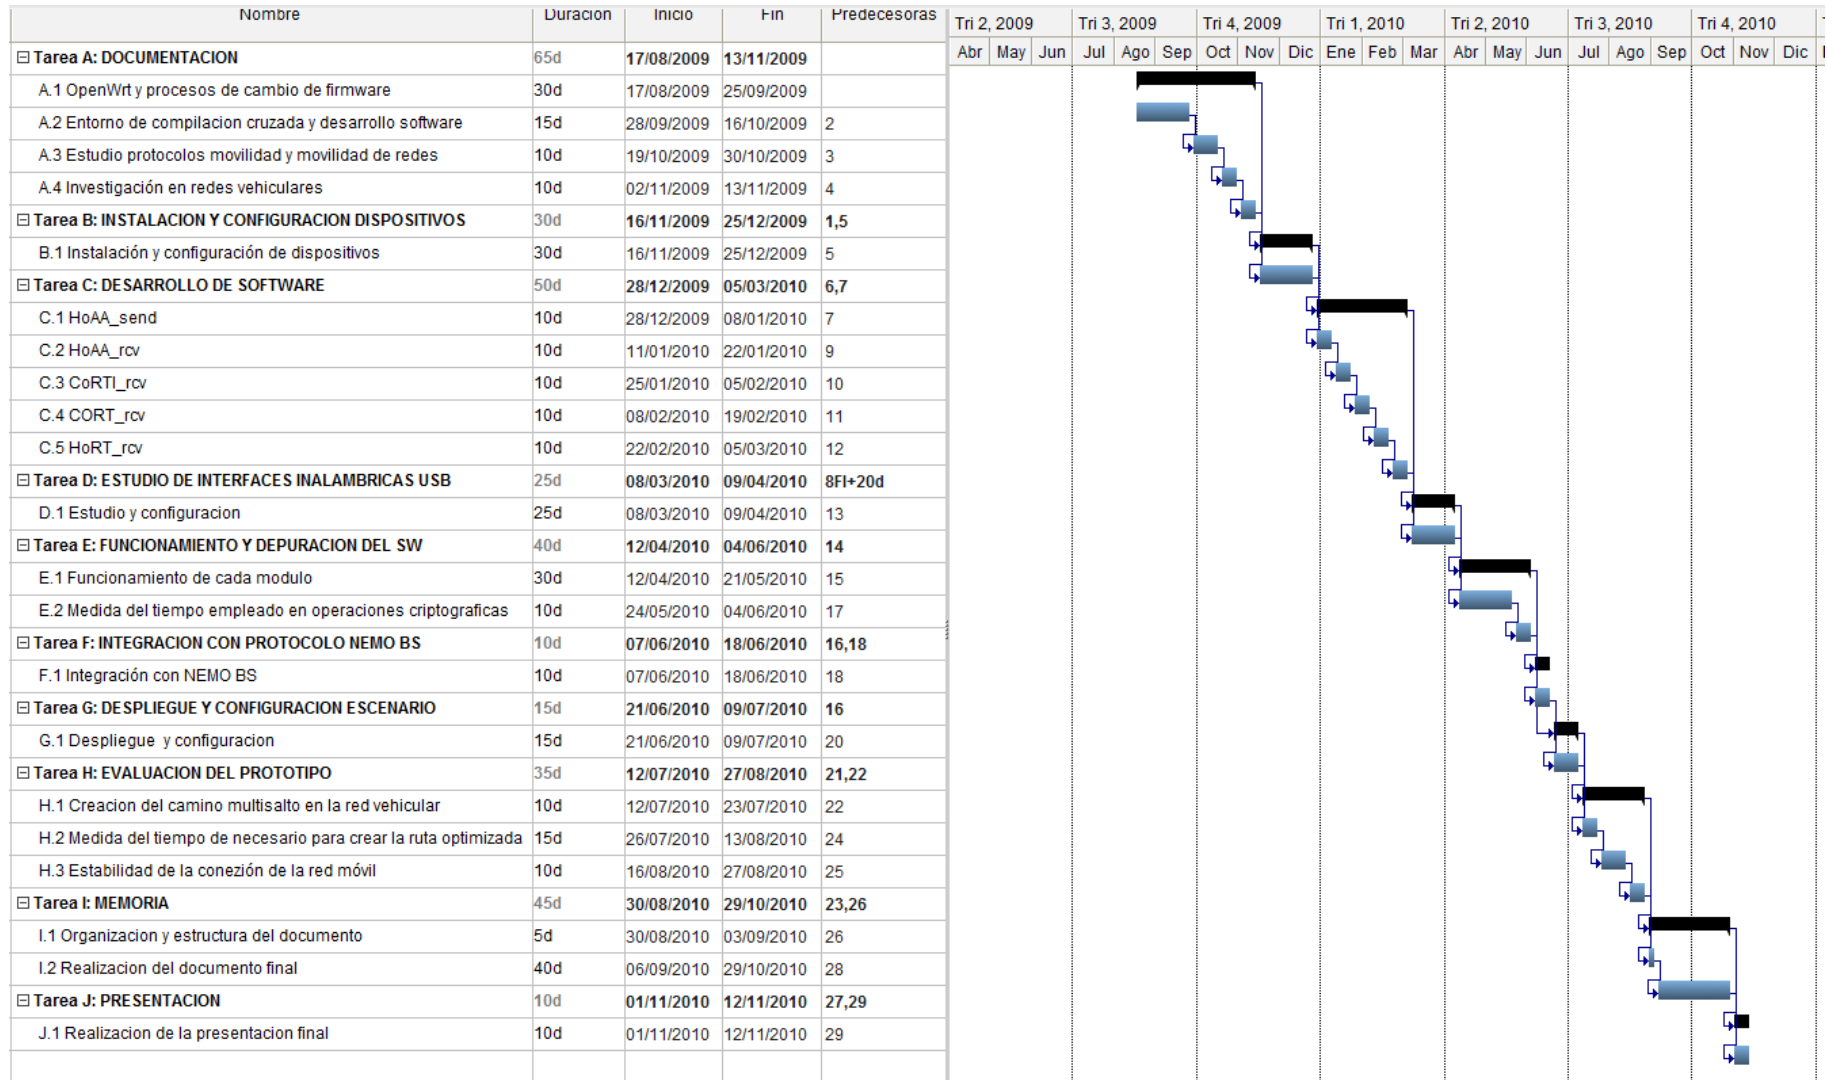 Nombre Duracion Inicio Fin Predecesoras
Tri 2, 2009 Tri 3, 2009 Tri 4, 2009 Tri 1, 2010 Tri 2, 2010 Tri 3, 2010 Tri 4, 2010
Abr May Jun Jul Ago Sep Oct Nov Dic Ene Feb Mar Abr May Jun Jul Ago Sep Oct Nov Dic
Tarea A: DOCUMENTACION 65d 17/08/2009 13/11/2009
A.1 OpenWrt y procesos de cambio de firmware 30d 17/08/2009 25/09/2009
A.2 Entorno de compilacion cruzada y desarrollo software 15d 28/09/2009 16/10/2009 2
A.3 Estudio protocolos movilidad y movilidad de redes 10d 19/10/2009 30/10/2009 3
A.4 Investigación en redes vehiculares 10d 02/11/2009 13/11/2009 4
Tarea B: INSTALACION Y CONFIGURACION DISPOSITIVOS 30d 16/11/2009 25/12/2009 1,5
B.1 Instalación y configuración de dispositivos 30d 16/11/2009 25/12/2009 5
Tarea C: DESARROLLO DE SOFTWARE 50d 28/12/2009 05/03/2010 6,7
C.1 HoAA_send 10d 28/12/2009 08/01/2010 7
C.2 HoAA_rcv 10d 11/01/2010 22/01/2010 9
C.3 CoRTI_rcv 10d 25/01/2010 05/02/2010 10
C.4 CORT_rcv 10d 08/02/2010 19/02/2010 11
C.5 HoRT_rcv 10d 22/02/2010 05/03/2010 12
Tarea D: ESTUDIO DE INTERFACES INALAMBRICAS USB 25d 08/03/2010 09/04/2010 8FI+20d
D.1 Estudio y configuracion 25d 08/03/2010 09/04/2010 13
Tarea E: FUNCIONAMIENTO Y DEPURACION DEL SW 40d 12/04/2010 04/06/2010 14
E.1 Funcionamiento de cada modulo 30d 12/04/2010 21/05/2010 15
E.2 Medida del tiempo empleado en operaciones criptograficas 10d 24/05/2010 04/06/2010 17
Tarea F: INTEGRACION CON PROTOCOLO NEMO BS 10d 07/06/2010 18/06/2010 16,18
F.1 Integración con NEMO BS 10d 07/06/2010 18/06/2010 18
Tarea G: DESPLIEGUE Y CONFIGURACION ESCENARIO 15d 21/06/2010 09/07/2010 16
G.1 Despliegue y configuracion 15d 21/06/2010 09/07/2010 20
Tarea H: EVALUACION DEL PROTOTIPO 35d 12/07/2010 27/08/2010 21,22
H.1 Creacion del camino multisalto en la red vehicular 10d 12/07/2010 23/07/2010 22
H.2 Medida del tiempo de necesario para crear la ruta optimizada 15d 26/07/2010 13/08/2010 24
H.3 Estabilidad de la conezión de la red móvil 10d 16/08/2010 27/08/2010 25
Tarea I: MEMORIA 45d 30/08/2010 29/10/2010 23,26
I.1 Organizacion y estructura del documento 5d 30/08/2010 03/09/2010 26
I.2 Realizacion del documento final 40d 06/09/2010 29/10/2010 28
Tarea J: PRESENTACION 10d 01/11/2010 12/11/2010 27,29
J.1 Realizacion de la presentacion final 10d 01/11/2010 12/11/2010 29